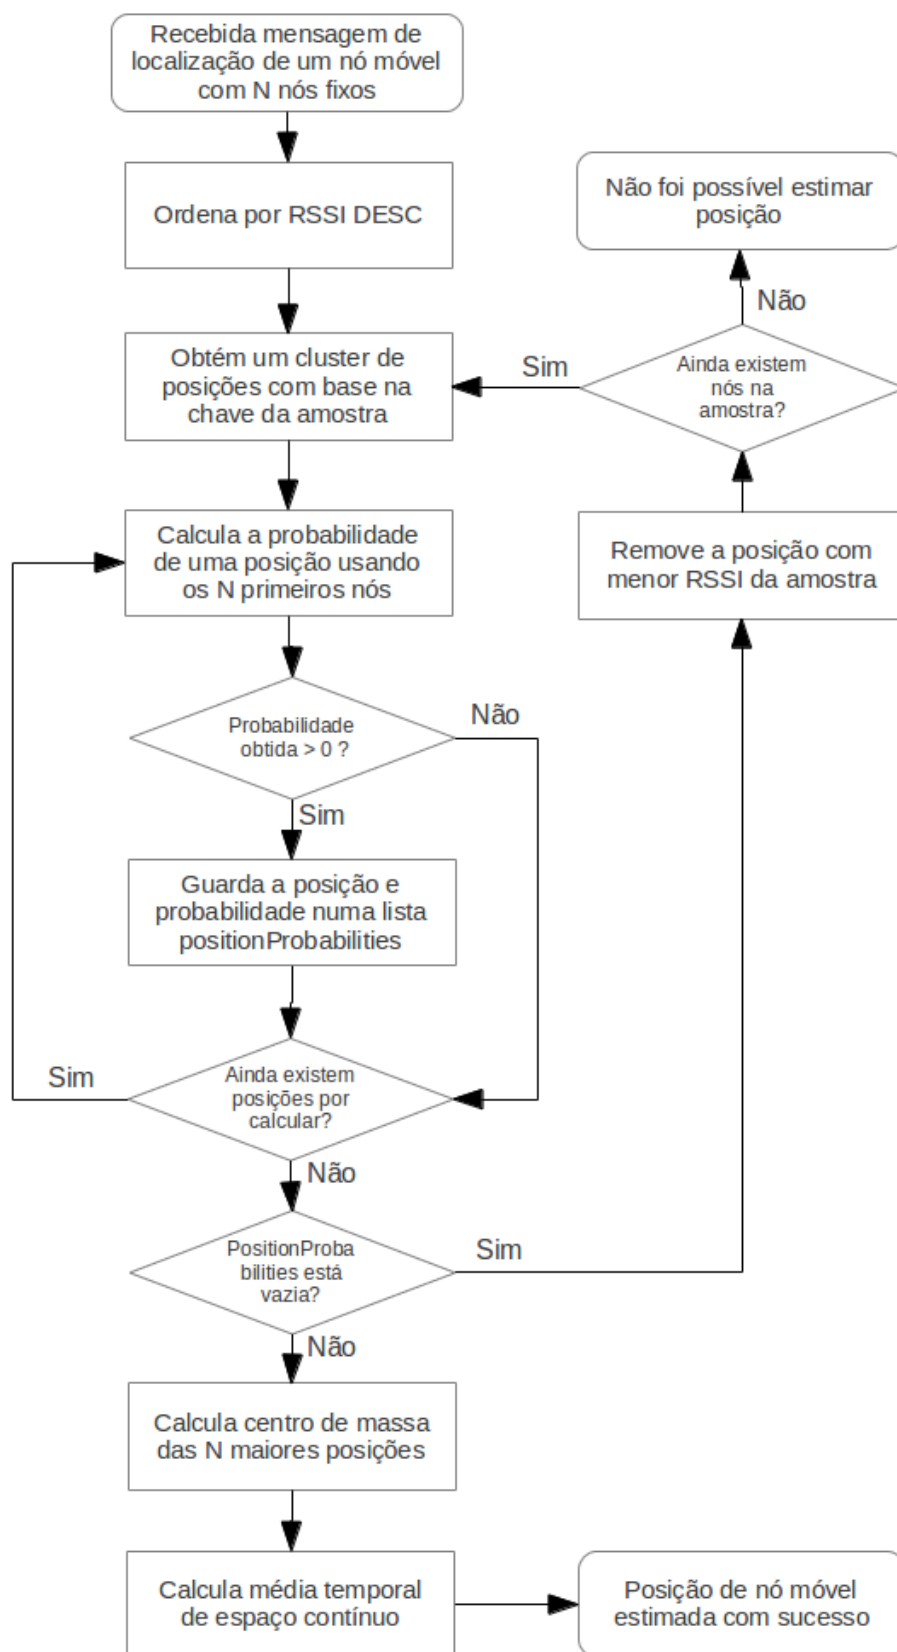 Recebida mensagem de
localização de um nó móvel
com N nós fixos
Ordena por RSSI DESC
Não foi possível estimar
posição
Não
Obtém um cluster de
posições com base na
chave da amostra
Sim
Ainda existem
nós na
amostra?
Calcula a probabilidade
de uma posição usando
os N primeiros nós
Remove a posição com
menor RSSI da amostra
Probabilidade
obtida > 0 ?
Não
Sim
Guarda a posição e
probabilidade numa lista
positionProbabilities
Ainda existem
posições por
calcular?
Sim
Não
PositionProba
bilities está
vazia?
Sim
Não
Calcula centro de massa
das N maiores posições
Calcula média temporal
de espaço contínuo
Posição de nó móvel
estimada com sucesso